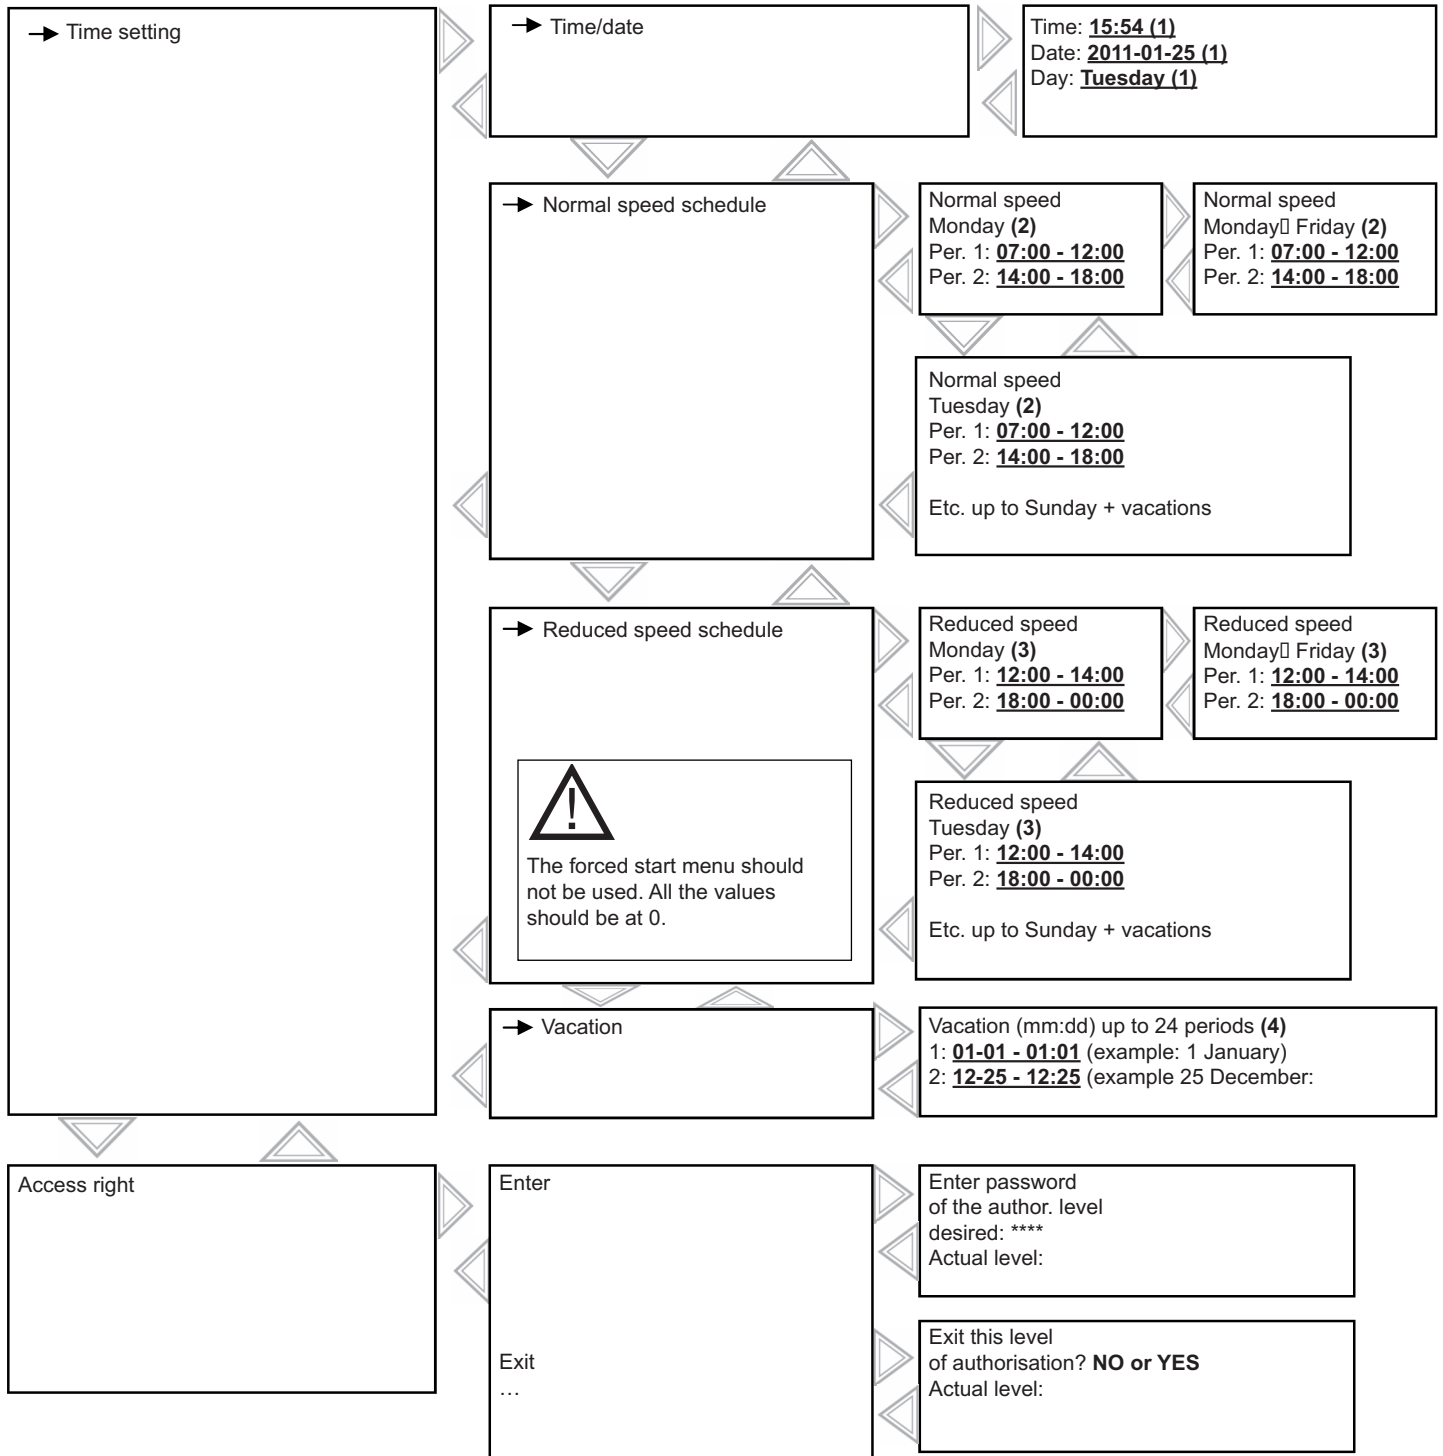 Time setting
Time/date
Time: 15:54 (1)
Date: 2011-01-25 (1)
Day: Tuesday (1)
Normal speed schedule
Normal speed
Monday (2)
Per. 1: 07:00 - 12:00
Per. 2: 14:00 - 18:00
Normal speed
Monday▯ Friday (2)
Per. 1: 07:00 - 12:00
Per. 2: 14:00 - 18:00
Normal speed
Tuesday (2)
Per. 1: 07:00 - 12:00
Per. 2: 14:00 - 18:00
Etc. up to Sunday + vacations
Reduced speed schedule
The forced start menu should
not be used. All the values
should be at 0.
Reduced speed
Monday (3)
Per. 1: 12:00 - 14:00
Per. 2: 18:00 - 00:00
Reduced speed
Monday▯ Friday (3)
Per. 1: 12:00 - 14:00
Per. 2: 18:00 - 00:00
Reduced speed
Tuesday (3)
Per. 1: 12:00 - 14:00
Per. 2: 18:00 - 00:00
Etc. up to Sunday + vacations
Vacation
Vacation (mm:dd) up to 24 periods (4)
1: 01-01 - 01:01 (example: 1 January)
2: 12-25 - 12:25 (example 25 December:
Access right
Enter
Enter password
of the author. level
desired: ****
Actual level:
Exit
…
Exit this level
of authorisation? NO or YES
Actual level: